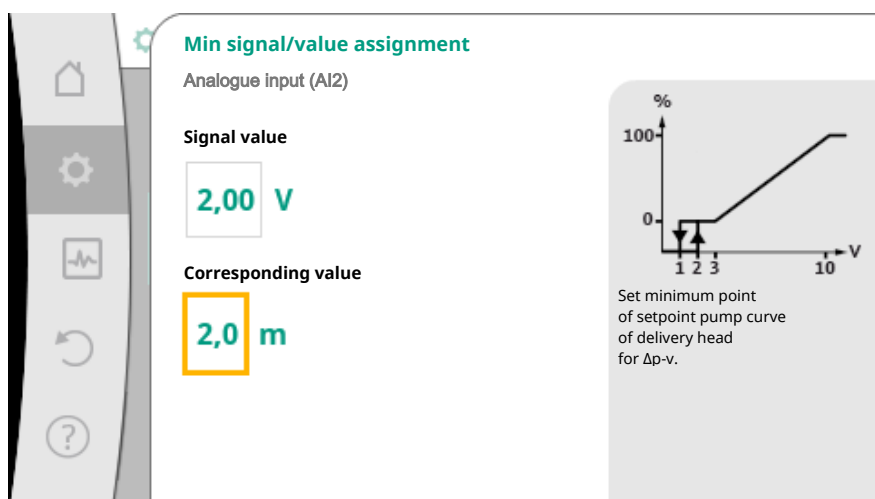 Min signal/value assignment
Analogue input (AI2)
Signal value
2,00 V
Corresponding value
2,0 m
%
100
0
1 2 3 10 V
Set minimum point
of setpoint pump curve
of delivery head
for Δp-v.
?